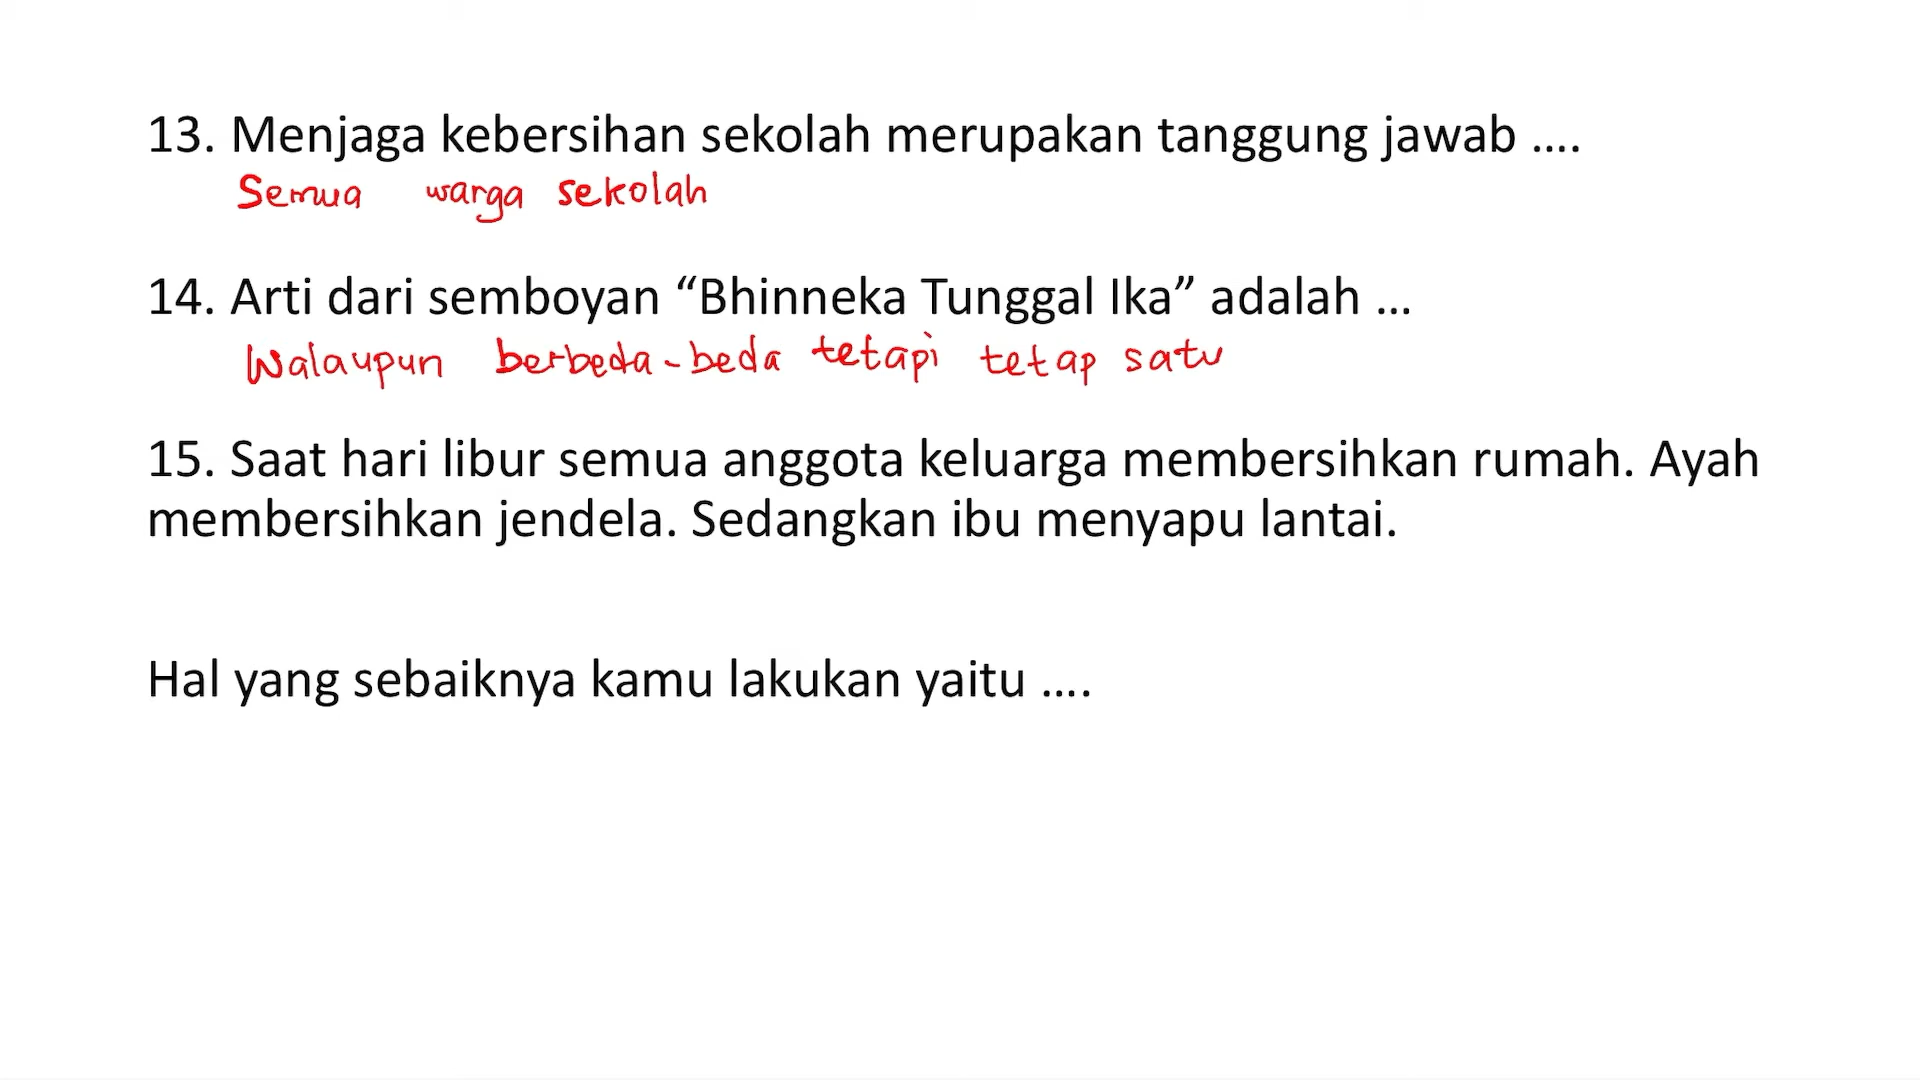 13. Menjaga kebersihan sekolah merupakan tanggung jawab ....
Semua warga sekolah
14. Arti dari semboyan “Bhinneka Tunggal Ika” adalah ...
Walaupun berbeda-beda tetapi tetap satu
15. Saat hari libur semua anggota keluarga membersihkan rumah. Ayah
membersihkan jendela. Sedangkan ibu menyapu lantai.
Hal yang sebaiknya kamu lakukan yaitu ....